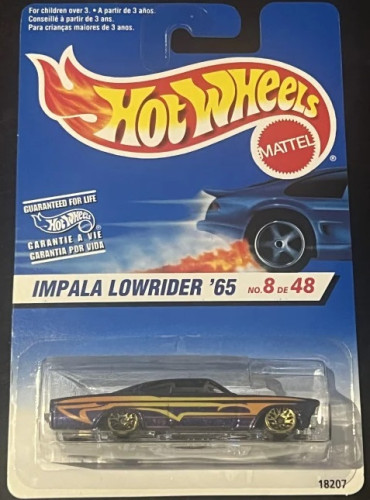 For children over 3. • A partir de 3 años.
Conseillé à partir de 3 ans.
Para crianças maiores de 3 anos.
HOT WHEELS
MATTEL
®
GUARANTEED FOR LIFE
HOT WHEELS
GARANTIE À VIE
GARANTIA POR VIDA
IMPALA LOWRIDER '65 NO. 8 DE 48
18207